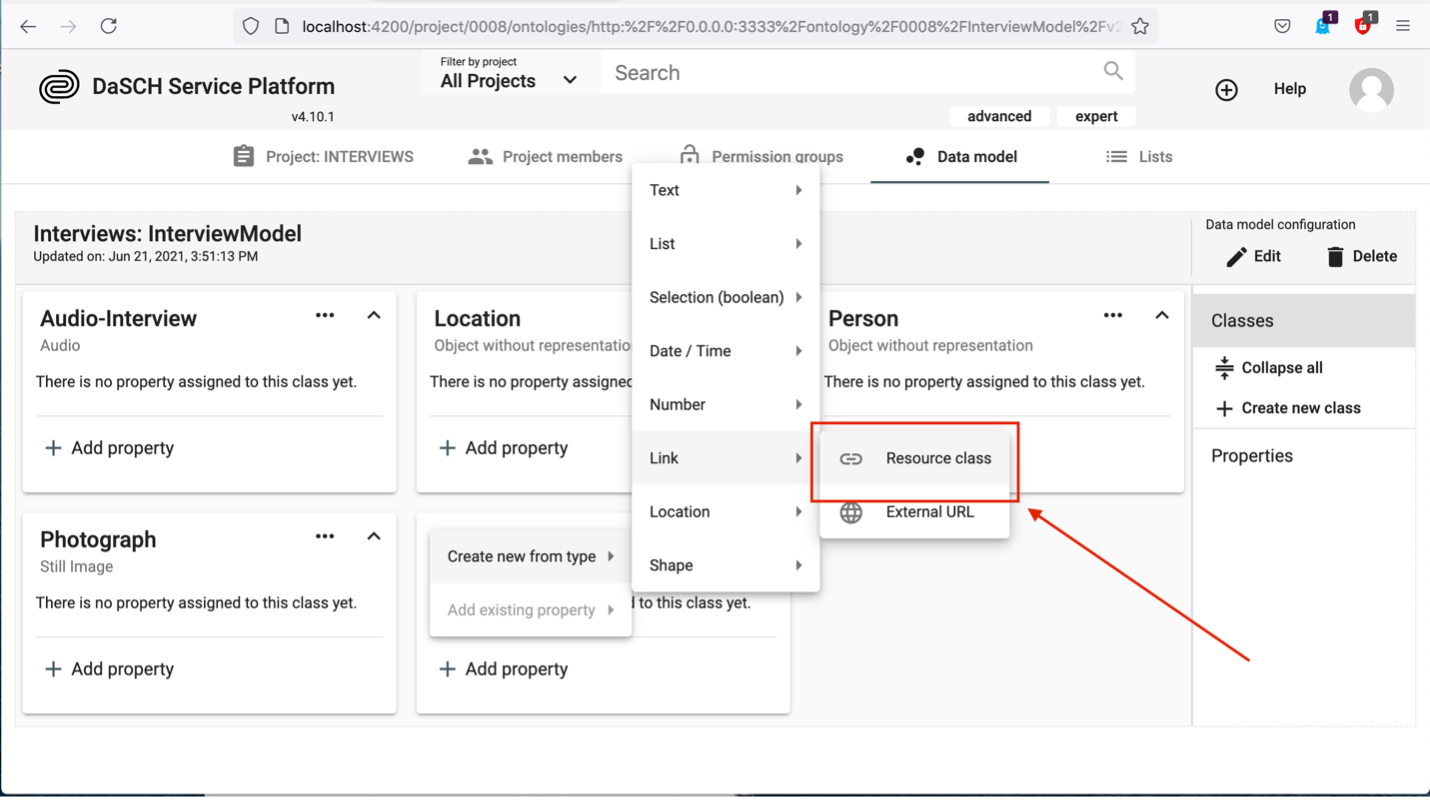 localhost:4200/project/0008/ontologies/http:%2F%2F0.0.0.0:3333%2Fontology%2F0008%2FInterviewModel%2Fv2
1
1
DaSCH Service Platform
v4.10.1
Filter by project
All Projects
Search
advanced
expert
Help
Project: INTERVIEWS
Project members
Permission groups
Data model
Lists
Interviews: InterviewModel
Updated on: Jun 21, 2021, 3:51:13 PM
Data model configuration
Edit
Delete
Audio-Interview
Audio
There is no property assigned to this class yet.
Add property
Location
Object without representatio
There is no property assigne
Add property
Person
Object without representation
There is no property assigned to this class yet.
Photograph
Still Image
There is no property assigned to this class yet.
Add property
Create new from type
Add existing property
to this class yet.
Add property
Text
List
Selection (boolean)
Date / Time
Number
Link
Location
Shape
Resource class
External URL
Classes
Collapse all
Create new class
Properties